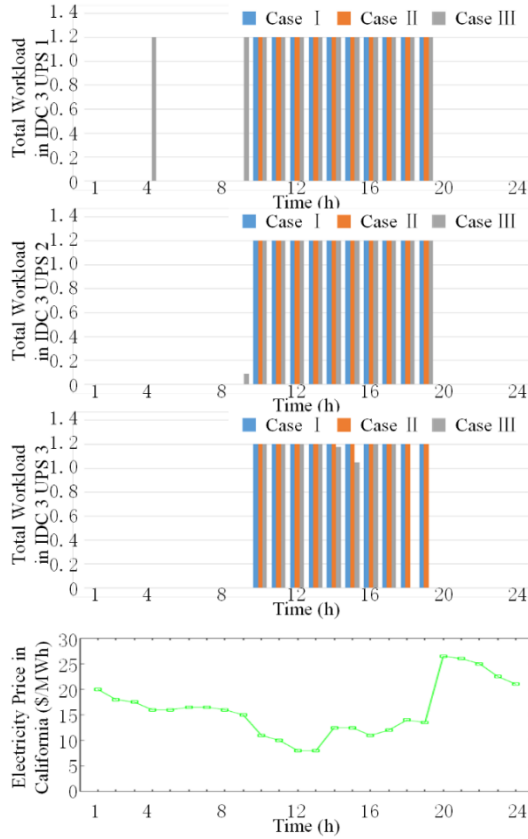 Case Ⅰ Case Ⅱ Case Ⅲ
Total Workload
in IDC 3 UPS 1
1. 4
1. 2
1. 0
0. 8
0. 6
0. 4
0. 2
0
1 4 8 12 16 20 24
Time (h)
Case Ⅰ Case Ⅱ Case Ⅲ
Total Workload
in IDC 3 UPS 2
1. 4
1. 2
1. 0
0. 8
0. 6
0. 4
0. 2
0
1 4 8 12 16 20 24
Time (h)
Case Ⅰ Case Ⅱ Case Ⅲ
Total Workload
in IDC 3 UPS 3
1. 4
1. 2
1. 0
0. 8
0. 6
0. 4
0. 2
0
1 4 8 12 16 20 24
Time (h)
Electricity Price in
California ($/MWh)
30
25
20
15
10
5
0
1 4 8 12 16 20 24
Time (h)